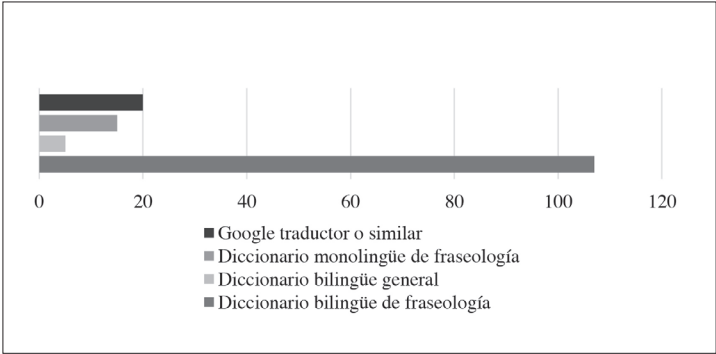 0 20 40 60 80 100 120
Google traductor o similar
Diccionario monolingüe de fraseología
Diccionario bilingüe general
Diccionario bilingüe de fraseología